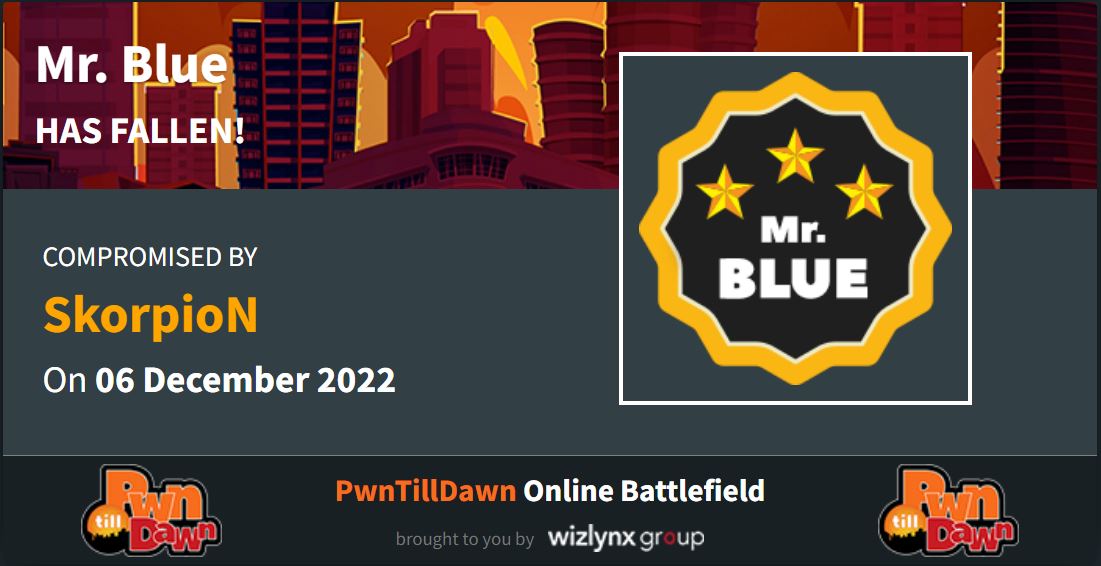 Mr. Blue
HAS FALLEN!
Mr.
BLUE
COMPROMISED BY
SkorpioN
On 06 December 2022
Pwn
till
Dawn
PwnTillDawn Online Battlefield
brought to you by wizlynx group
Pwn
till
Dawn